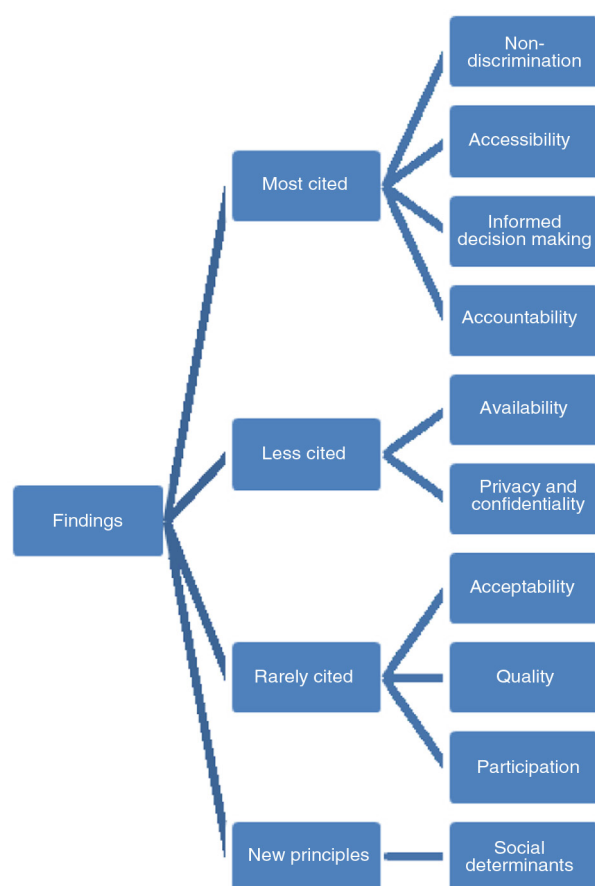 Findings
Most cited
Non-
discrimination
Accessibility
Informed
decision making
Accountability
Less cited
Availability
Privacy and
confidentiality
Rarely cited
Acceptability
Quality
Participation
New principles
Social
determinants